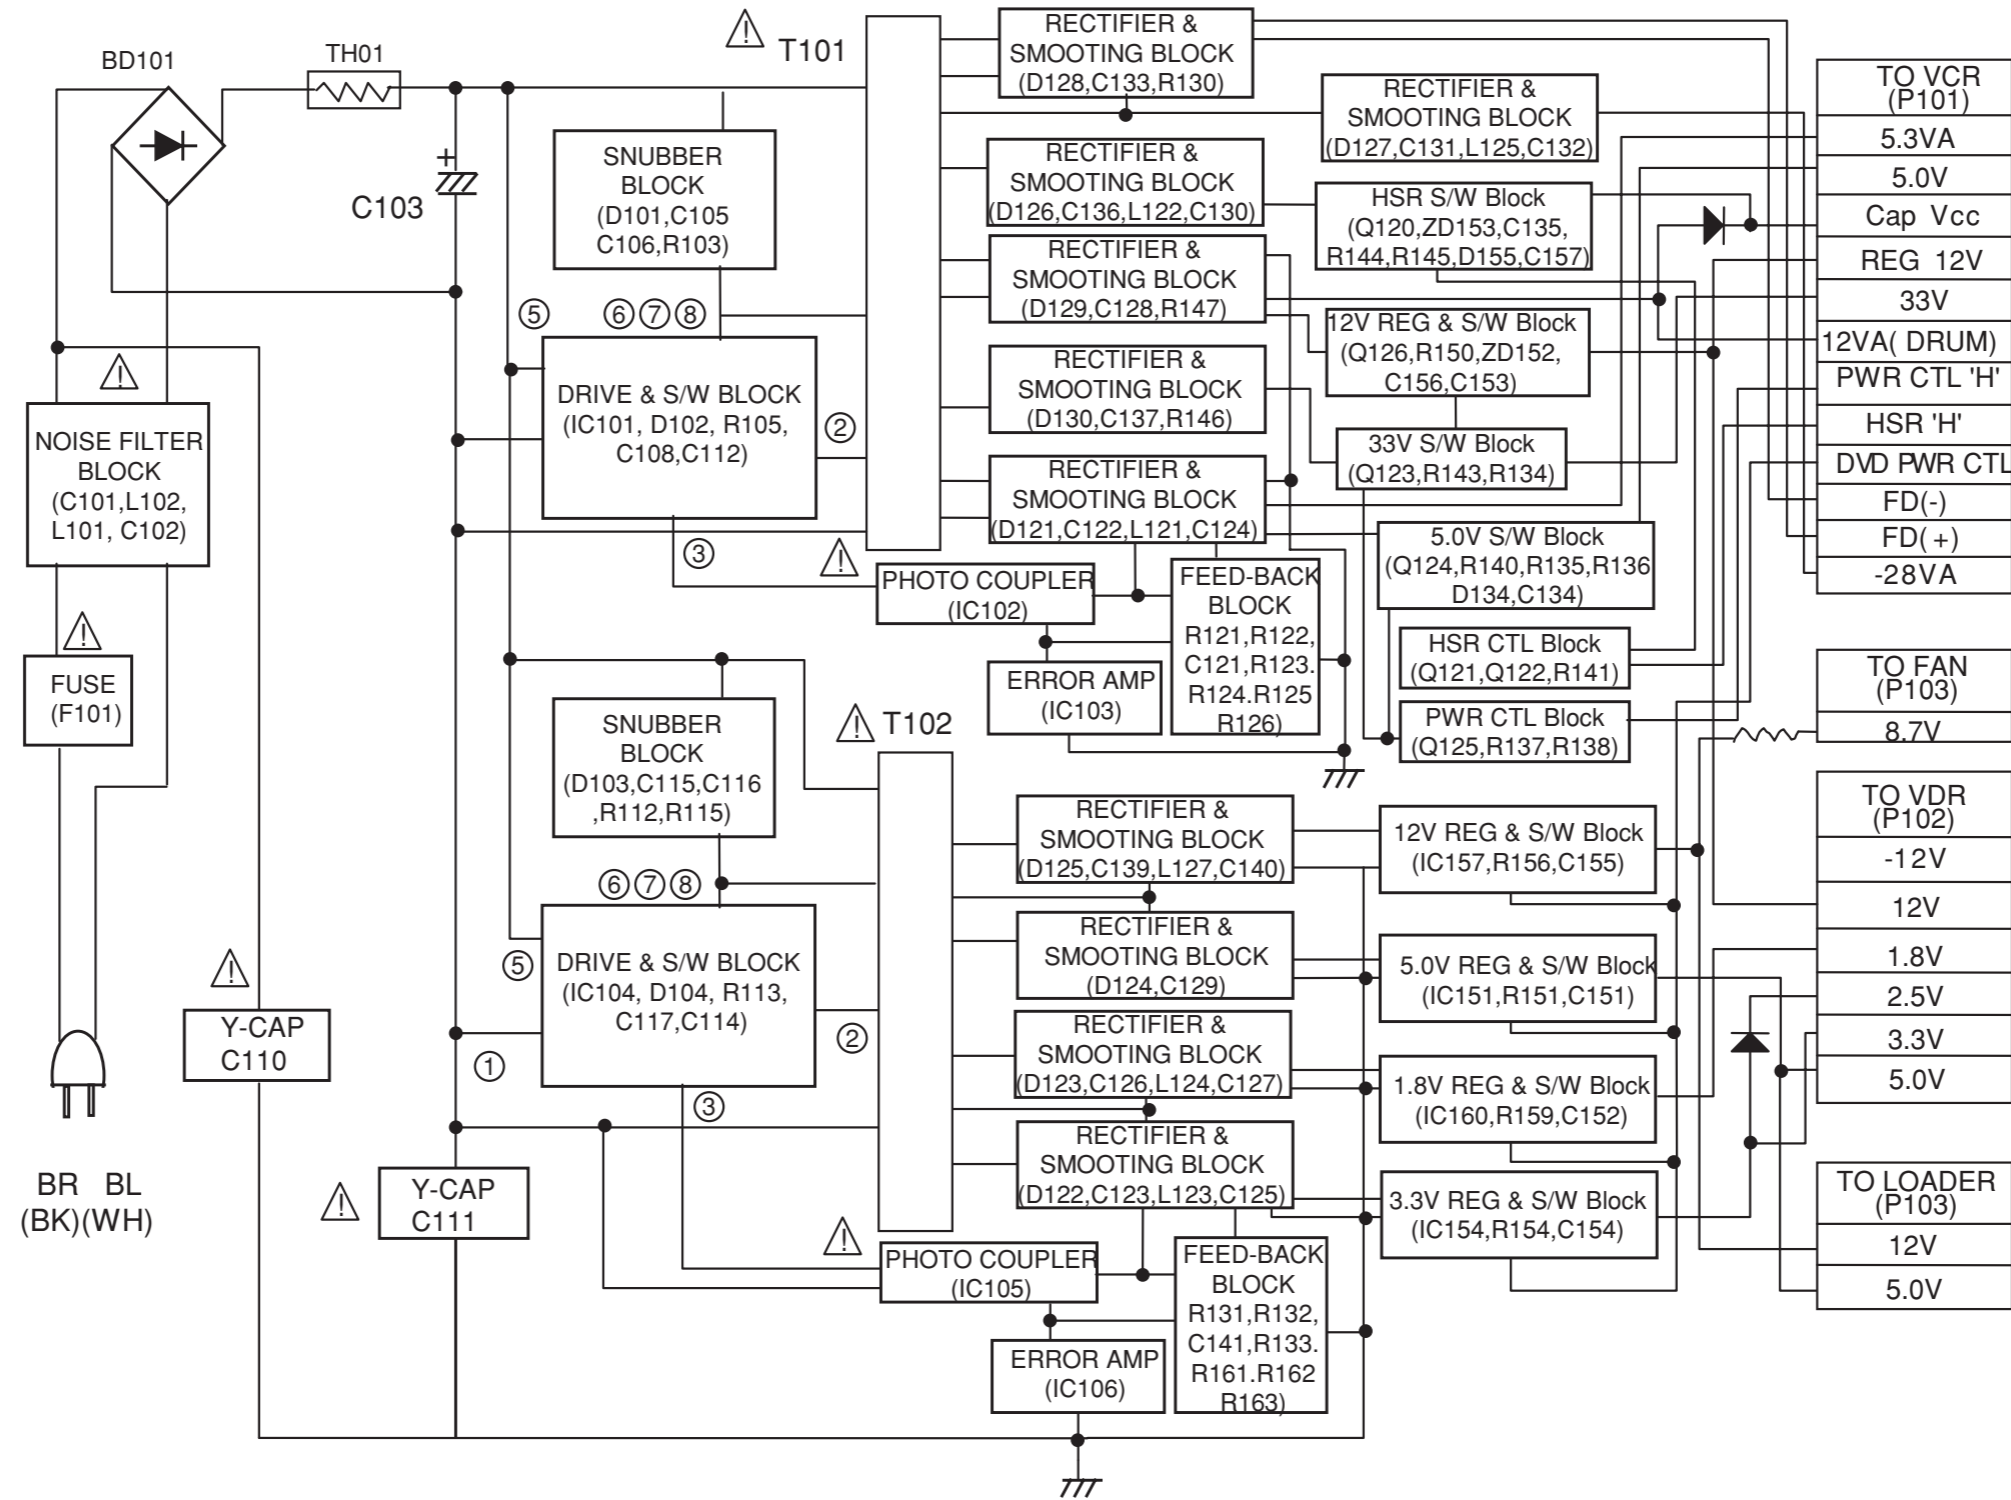 BD101
TH01
C103
⚠
NOISE FILTER
BLOCK
(C101,L102,
L101, C102)
⚠
FUSE
(F101)
BR BL
(BK)(WH)
⚠
Y-CAP
C110
⚠
Y-CAP
C111
SNUBBER
BLOCK
(D101,C105
C106,R103)
⑤
⑥⑦⑧
DRIVE & S/W BLOCK
(IC101, D102, R105,
C108,C112)
②
③
SNUBBER
BLOCK
(D103,C115,C116
,R112,R115)
⑥⑦⑧
⑤
DRIVE & S/W BLOCK
(IC104, D104, R113,
C117,C114)
②
①
③
⚠ T101
RECTIFIER &
SMOOTING BLOCK
(D128,C133,R130)
RECTIFIER &
SMOOTING BLOCK
(D127,C131,L125,C132)
RECTIFIER &
SMOOTING BLOCK
(D126,C136,L122,C130)
HSR S/W Block
(Q120,ZD153,C135,
R144,R145,D155,C157)
RECTIFIER &
SMOOTING BLOCK
(D129,C128,R147)
12V REG & S/W Block
(Q126,R150,ZD152,
C156,C153)
RECTIFIER &
SMOOTING BLOCK
(D130,C137,R146)
33V S/W Block
(Q123,R143,R134)
RECTIFIER &
SMOOTING BLOCK
(D121,C122,L121,C124)
5.0V S/W Block
(Q124,R140,R135,R136
D134,C134)
⚠
PHOTO COUPLER
(IC102)
FEED-BACK
BLOCK
R121,R122,
C121,R123.
R124.R125
R126)
ERROR AMP
(IC103)
HSR CTL Block
(Q121,Q122,R141)
PWR CTL Block
(Q125,R137,R138)
⚠ T102
RECTIFIER &
SMOOTING BLOCK
(D125,C139,L127,C140)
12V REG & S/W Block
(IC157,R156,C155)
RECTIFIER &
SMOOTING BLOCK
(D124,C129)
5.0V REG & S/W Block
(IC151,R151,C151)
RECTIFIER &
SMOOTING BLOCK
(D123,C126,L124,C127)
1.8V REG & S/W Block
(IC160,R159,C152)
RECTIFIER &
SMOOTING BLOCK
(D122,C123,L123,C125)
3.3V REG & S/W Block
(IC154,R154,C154)
⚠
PHOTO COUPLER
(IC105)
FEED-BACK
BLOCK
R131,R132,
C141,R133.
R161.R162
R163)
ERROR AMP
(IC106)
TO VCR
(P101)
5.3VA
5.0V
Cap Vcc
REG 12V
33V
12VA( DRUM)
PWR CTL 'H'
HSR 'H'
DVD PWR CTL
FD(-)
FD(+)
-28VA
TO FAN
(P103)
8.7V
TO VDR
(P102)
-12V
12V
1.8V
2.5V
3.3V
5.0V
TO LOADER
(P103)
12V
5.0V